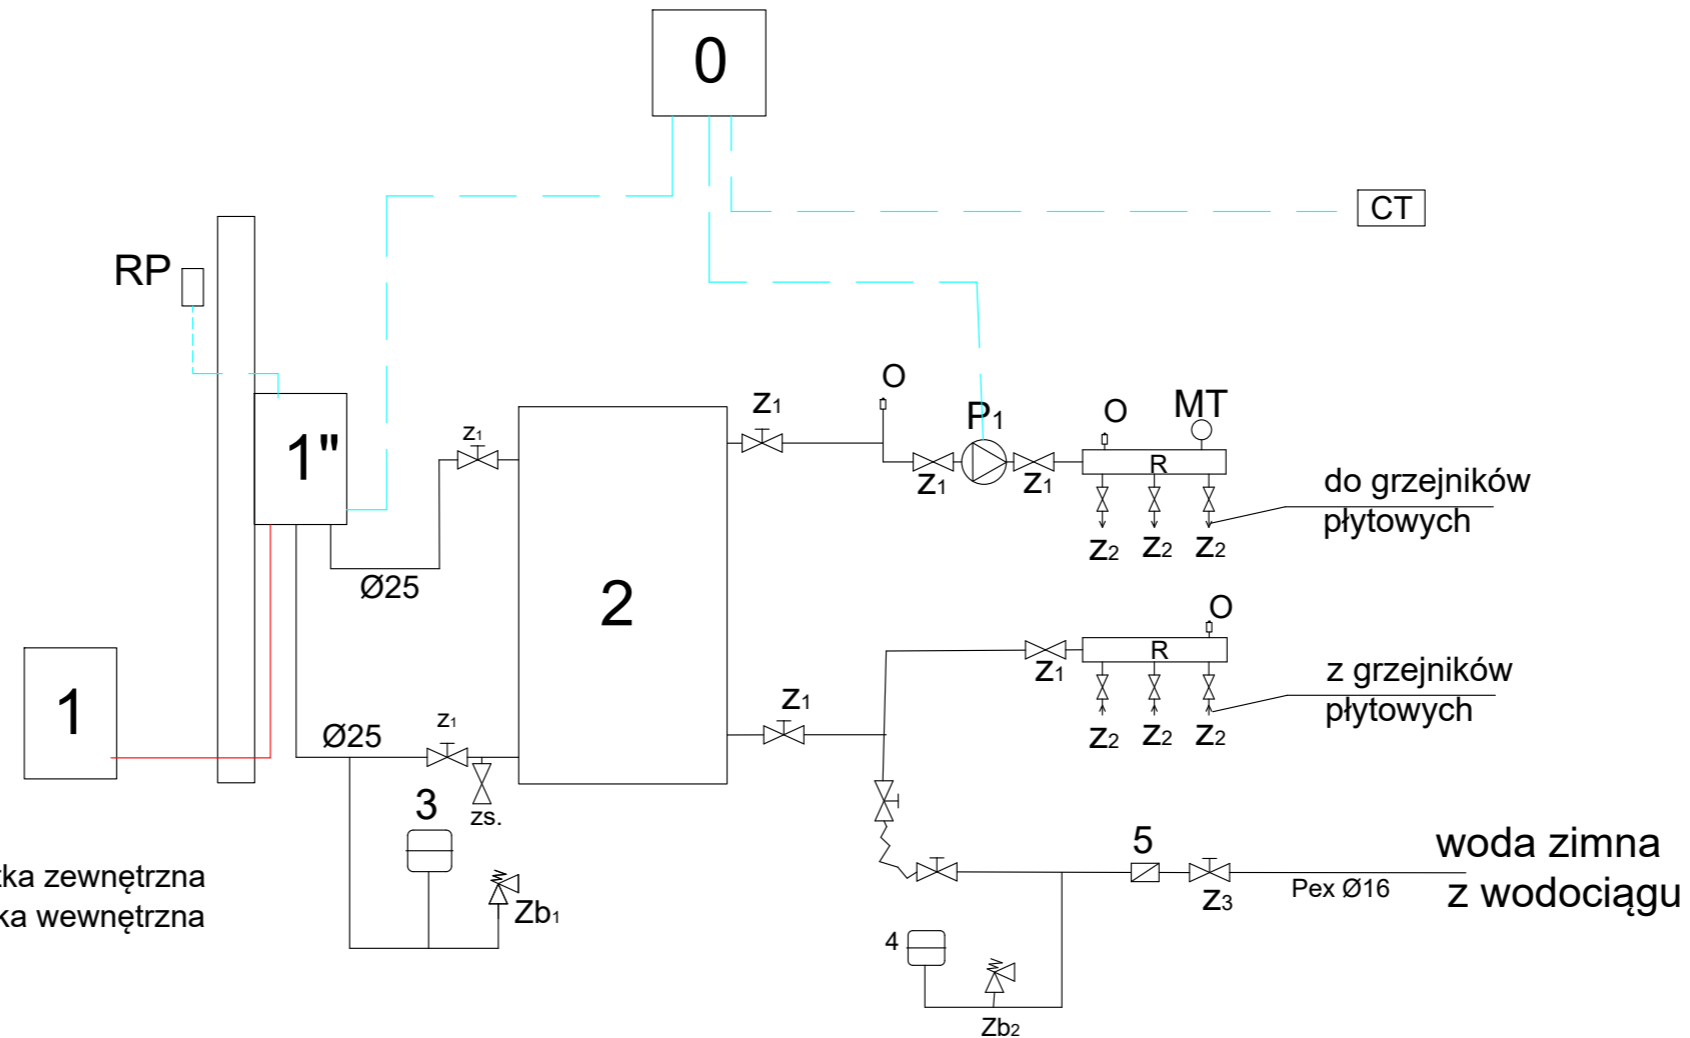 0
CT
RP
1"
Z1
Z1
O
P1
O
MT
R
Z1
Z1
do grzejników
płytowych
Z2
Z2
Z2
Ø25
2
O
R
Z1
z grzejników
płytowych
Z2
Z2
Z2
1
Ø25
z1
Z1
zs.
3
Zb1
zewnętrzna
wewnętrzna
5
Z3
Pex Ø16
woda zimna
z wodociągu
4
Zb2